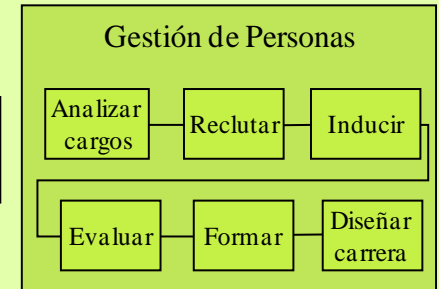 Gestión de Personas
Analizar
cargos
Reclutar
Inducir
Evaluar
Formar
Diseñar
carrera